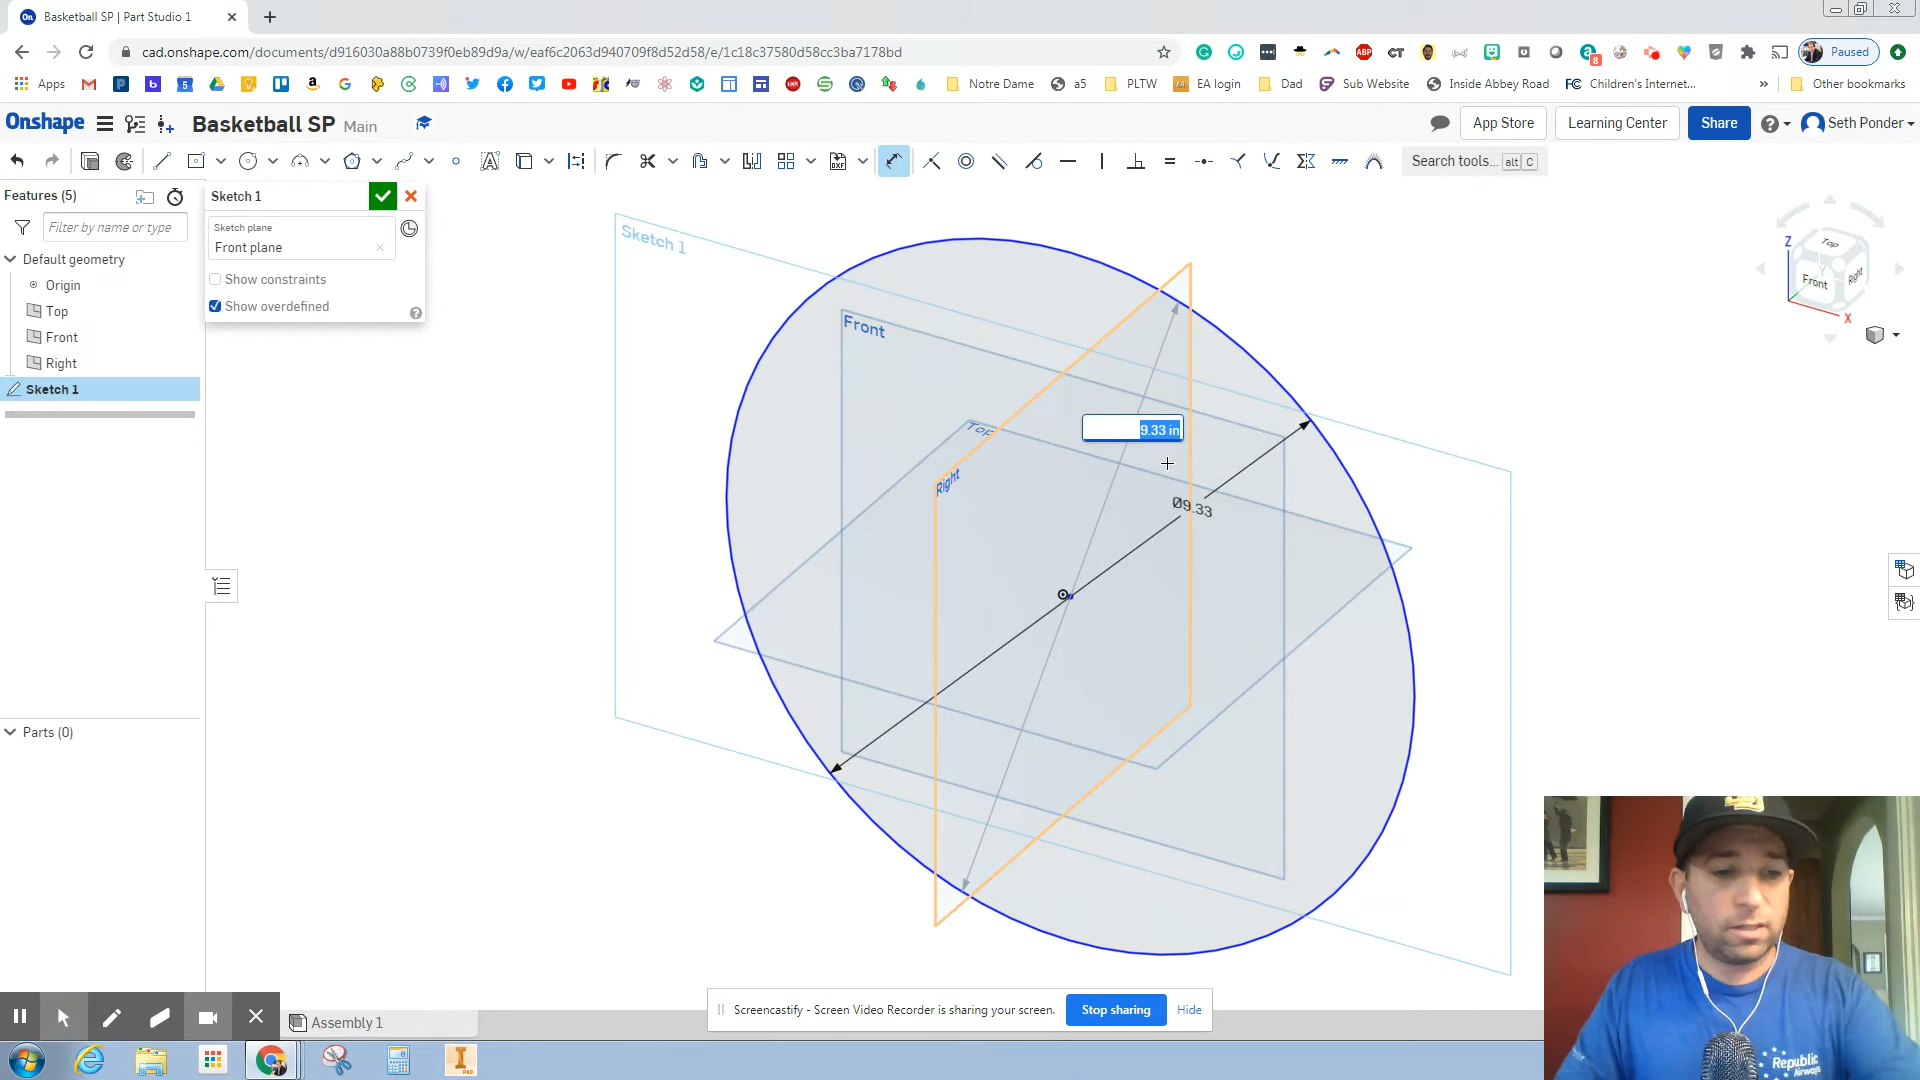 Basketball SP | Part Studio 1
cad.onshape.com/documents/d916030a88b0739f0eb89d9a/w/eaf6c2063d940709f8d52d58/e/1c18c37580d58cc3ba7178bd
ABP
CT
8
Paused
Apps
Notre Dame
a5
PLTW
EA login
Dad
Sub Website
Inside Abbey Road
Children's Internet...
»
Other bookmarks
Onshape
Basketball SP Main
App Store
Learning Center
Share
Seth Ponder
Search tools... alt C
Features (5)
Filter by name or type
Default geometry
Origin
Top
Front
Right
Sketch 1
Parts (0)
Sketch 1
Sketch plane
Front plane
Show constraints
Show overdefined
Sketch 1
Front
Top
Right
9.33 in
Ø9.33
Z
Top
Front
Y
Right
X
Screencastify - Screen Video Recorder is sharing your screen.
Stop sharing
Hide
Assembly 1
Republic
Airways